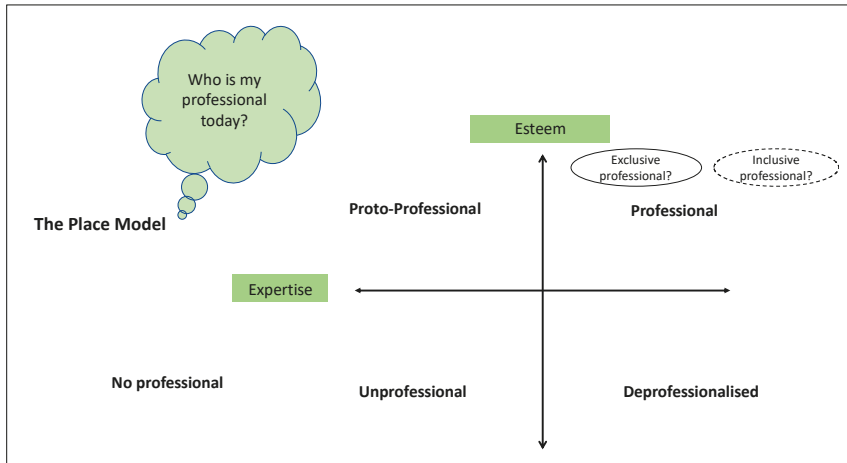 Who is my
professional
today?
Esteem
Exclusive
professional?
Inclusive
professional?
Proto-Professional
Professional
The Place Model
Expertise
No professional
Unprofessional
Deprofessionalised